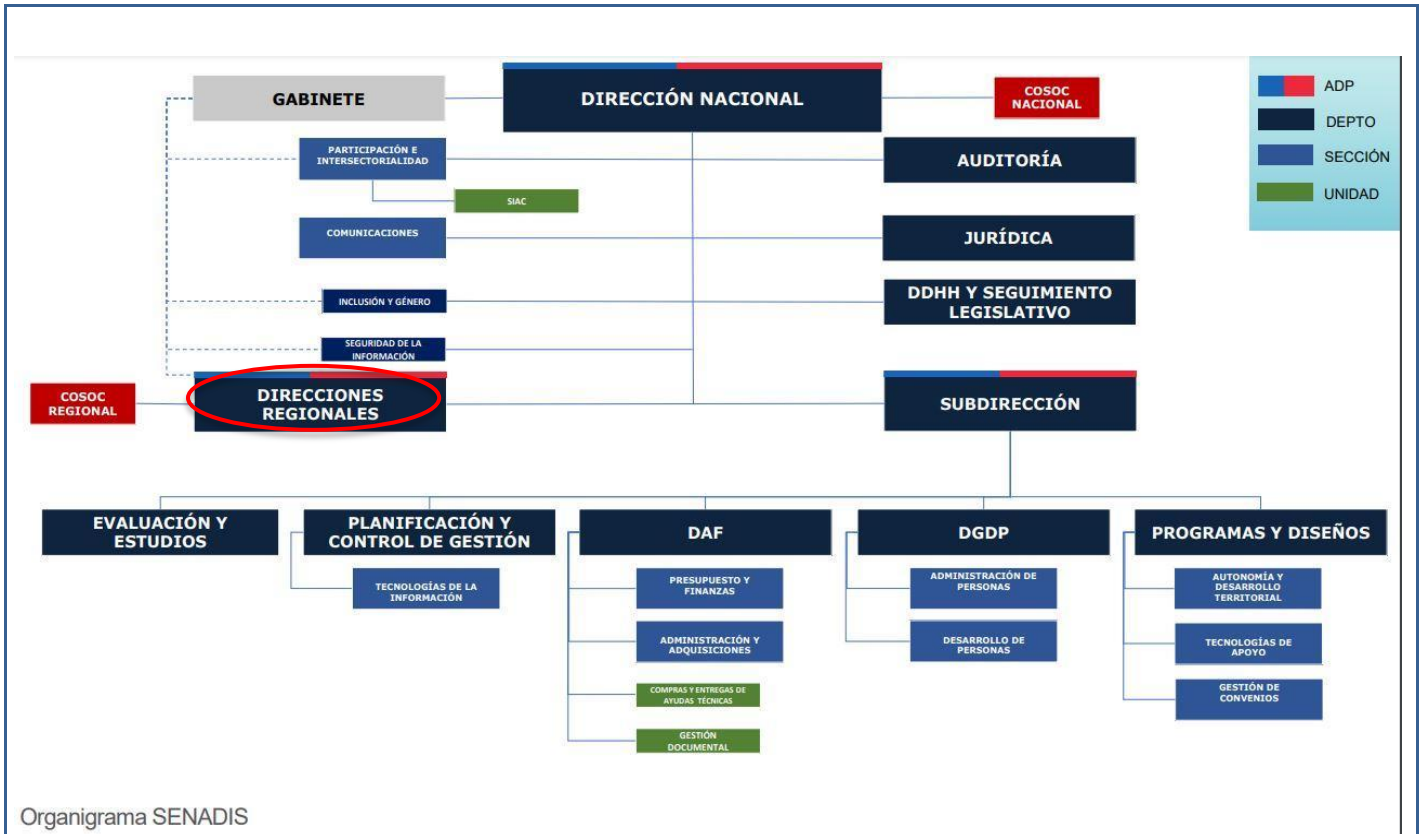 GABINETE
DIRECCIÓN NACIONAL
COSOC
NACIONAL
ADP
DEPTO
SECCIÓN
UNIDAD
PARTICIPACIÓN E
INTERSECTORIALIDAD
AUDITORÍA
SIAC
COMUNICACIONES
JURÍDICA
INCLUSIÓN Y GÉNERO
DDHH Y SEGUIMIENTO
LEGISLATIVO
SEGURIDAD DE LA
INFORMACIÓN
COSOC
REGIONAL
DIRECCIONES
REGIONALES
SUBDIRECCIÓN
EVALUACIÓN Y
ESTUDIOS
PLANIFICACIÓN Y
CONTROL DE GESTIÓN
DAF
DGDP
PROGRAMAS Y DISEÑOS
TECNOLOGÍAS DE LA
INFORMACIÓN
PRESUPUESTO Y
FINANZAS
ADMINISTRACIÓN Y
ADQUISICIONES
COMPRAS Y ENTREGAS DE
AYUDAS TÉCNICAS
GESTIÓN
DOCUMENTAL
ADMINISTRACIÓN DE
PERSONAS
DESARROLLO DE
PERSONAS
AUTONOMÍA Y
DESARROLLO
TERRITORIAL
TECNOLOGÍAS DE
APOYO
GESTIÓN DE
CONVENIOS
Organigrama SENADIS